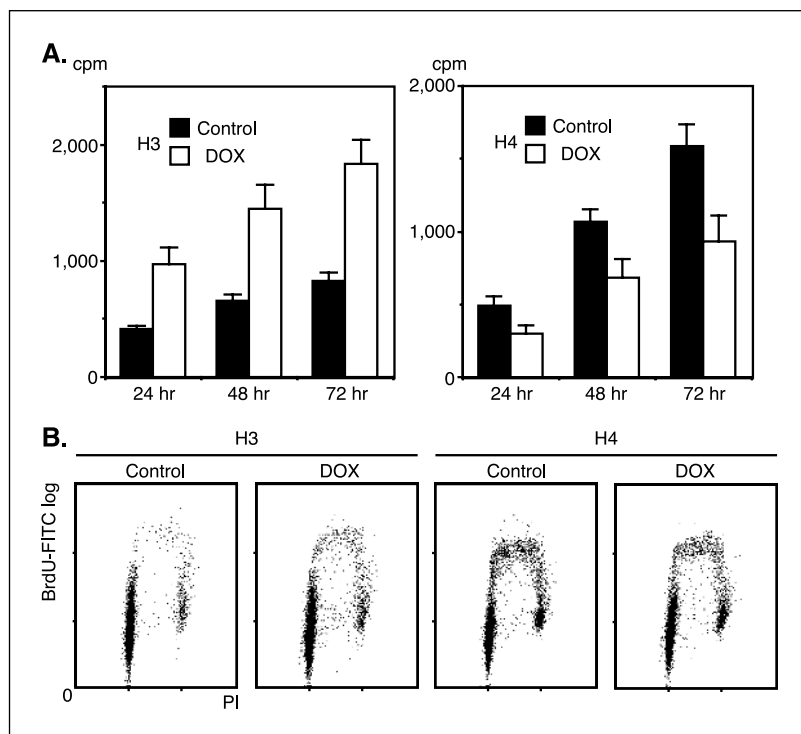 A.
cpm
2,000
1,000
0
H3
Control
DOX
24 hr 48 hr 72 hr
cpm
2,000
1,000
0
H4
Control
DOX
24 hr 48 hr 72 hr
B.
H3 H4
Control DOX Control DOX
BrdU-FITC log
0
PI